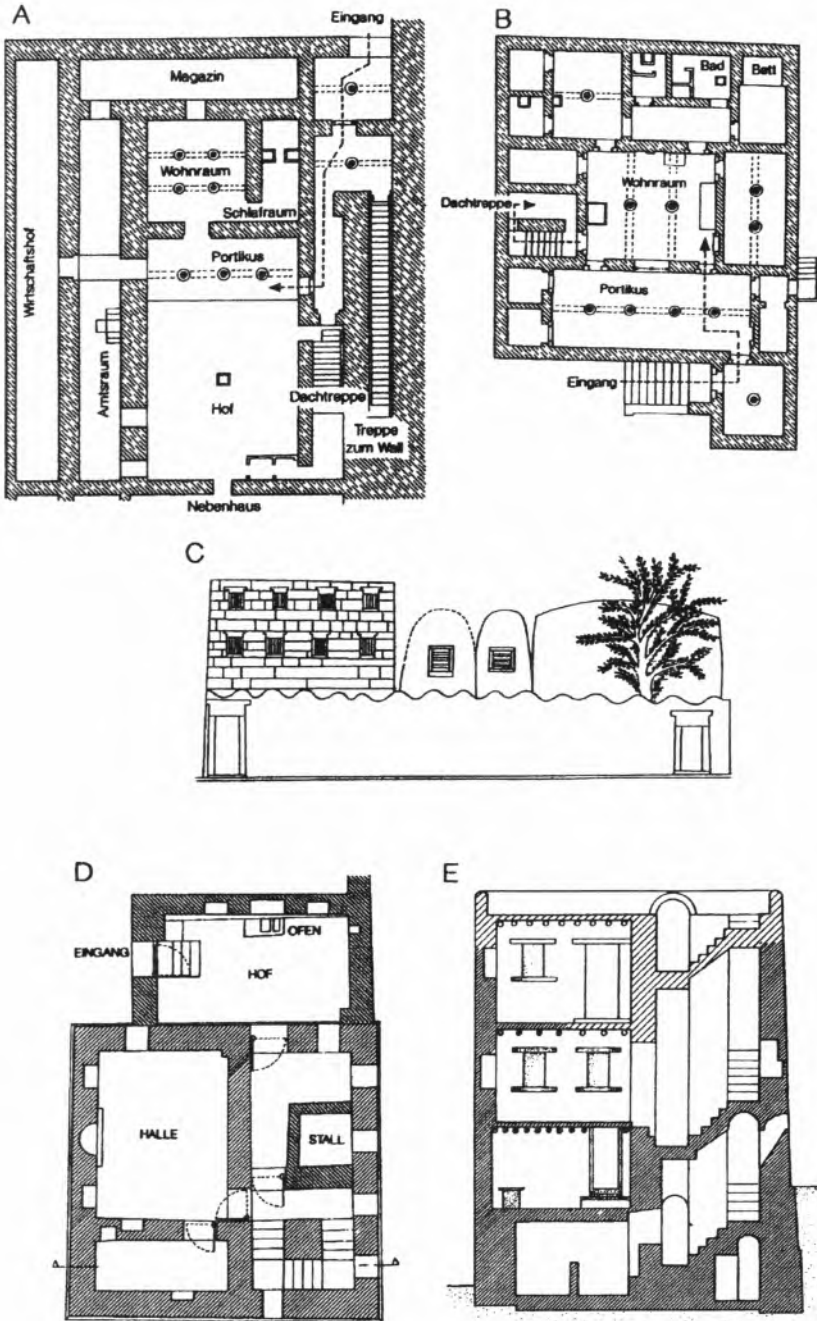 A
Eingang
Magazin
Wohnraum
Schlafraum
Portikus
Wirtschaftshof
Amtsraum
Hof
Dachtreppe
Treppe
zum Wall
Nebenhaus
B
Bad
Bett
Wohnraum
Dachtreppe
Portikus
Eingang
C
D
EINGANG
OFEN
HOF
HALLE
STALL
E